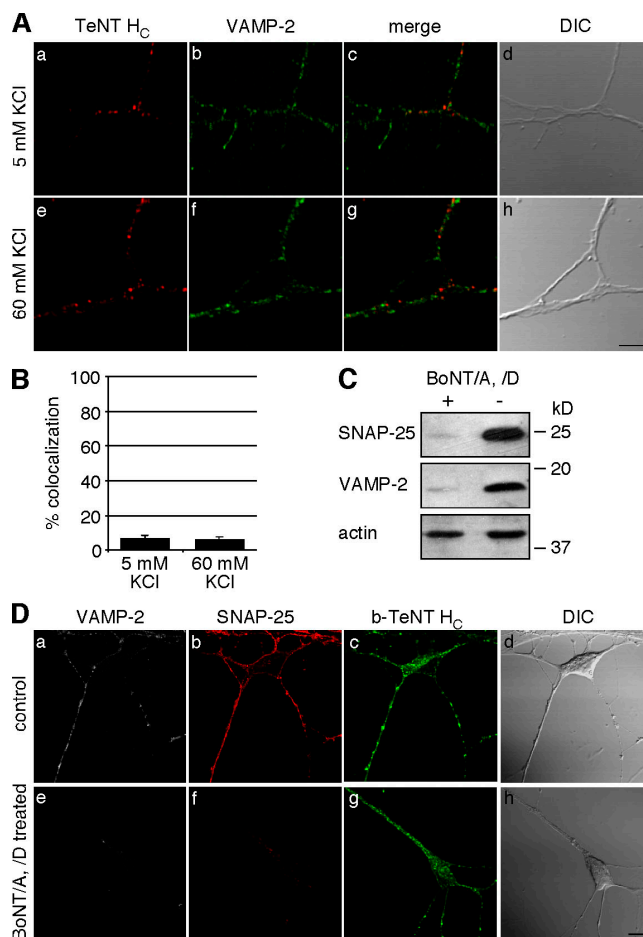 A
TeNT H_C VAMP-2 merge DIC
5 mM KCl
a b c d
60 mM KCl
e f g h
B
% colocalization
100
80
60
40
20
0
5 mM KCl 60 mM KCl
C
BoNT/A, /D
+ - kD
SNAP-25 – 25
– 20
VAMP-2
actin
– 37
D
VAMP-2 SNAP-25 b-TeNT H_C DIC
control
a b c d
BoNT/A, /D treated
e f g h